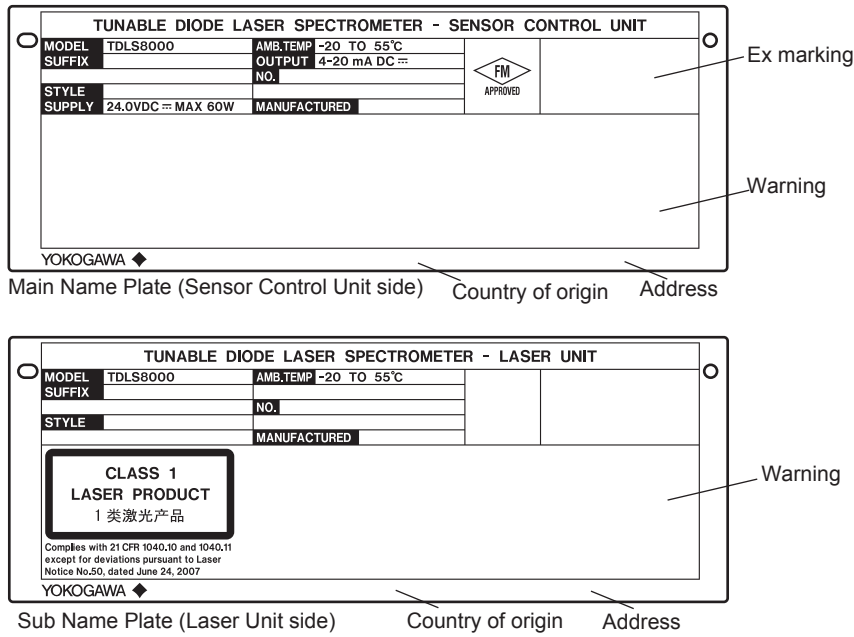 TUNABLE DIODE LASER SPECTROMETER - SENSOR CONTROL UNIT
MODEL TDLS8000 AMB.TEMP -20 TO 55°C
SUFFIX OUTPUT 4-20 mA DC ⎓
NO.
STYLE
SUPPLY 24.0VDC ⎓ MAX 60W MANUFACTURED
FM
APPROVED
Ex marking
Warning
YOKOGAWA ◆
Main Name Plate (Sensor Control Unit side) Country of origin Address
TUNABLE DIODE LASER SPECTROMETER - LASER UNIT
MODEL TDLS8000 AMB.TEMP -20 TO 55°C
SUFFIX
NO.
STYLE
MANUFACTURED
CLASS 1
LASER PRODUCT
1 类激光产品
Warning
Complies with 21 CFR 1040.10 and 1040.11
except for deviations pursuant to Laser
Notice No.50, dated June 24, 2007
YOKOGAWA ◆
Sub Name Plate (Laser Unit side) Country of origin Address